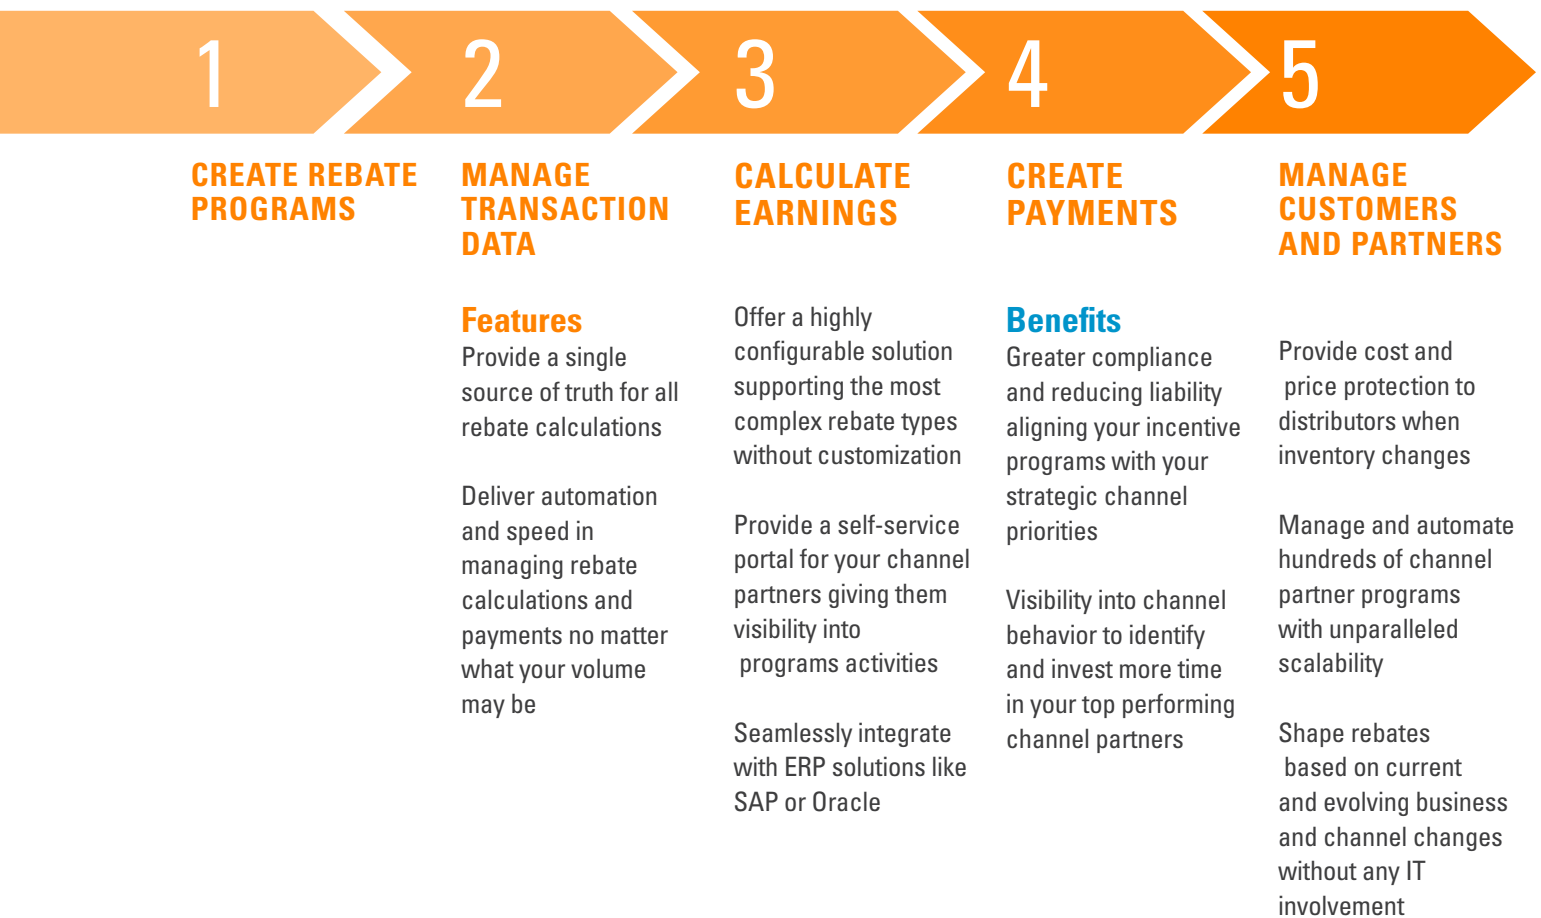 1
2
3
4
5
CREATE REBATE
PROGRAMS
MANAGE
TRANSACTION
DATA
CALCULATE
EARNINGS
CREATE
PAYMENTS
MANAGE
CUSTOMERS
AND PARTNERS
Features
Provide a single
source of truth for all
rebate calculations
Deliver automation
and speed in
managing rebate
calculations and
payments no matter
what your volume
may be
Offer a highly
configurable solution
supporting the most
complex rebate types
without customization
Provide a self-service
portal for your channel
partners giving them
visibility into
programs activities
Seamlessly integrate
with ERP solutions like
SAP or Oracle
Benefits
Greater compliance
and reducing liability
aligning your incentive
programs with your
strategic channel
priorities
Visibility into channel
behavior to identify
and invest more time
in your top performing
channel partners
Provide cost and
price protection to
distributors when
inventory changes
Manage and automate
hundreds of channel
partner programs
with unparalleled
scalability
Shape rebates
based on current
and evolving business
and channel changes
without any IT
involvement